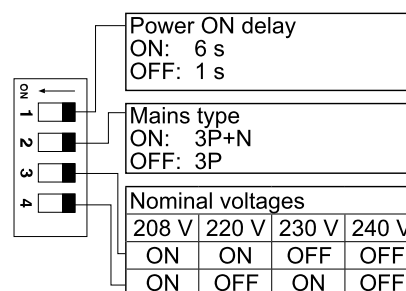 Power ON delay
ON: 6 s
OFF: 1 s
ON
1
2
3
4
Mains type
ON: 3P+N
OFF: 3P
Nominal voltages
208 V 220 V 230 V 240 V
ON ON OFF OFF
ON OFF ON OFF